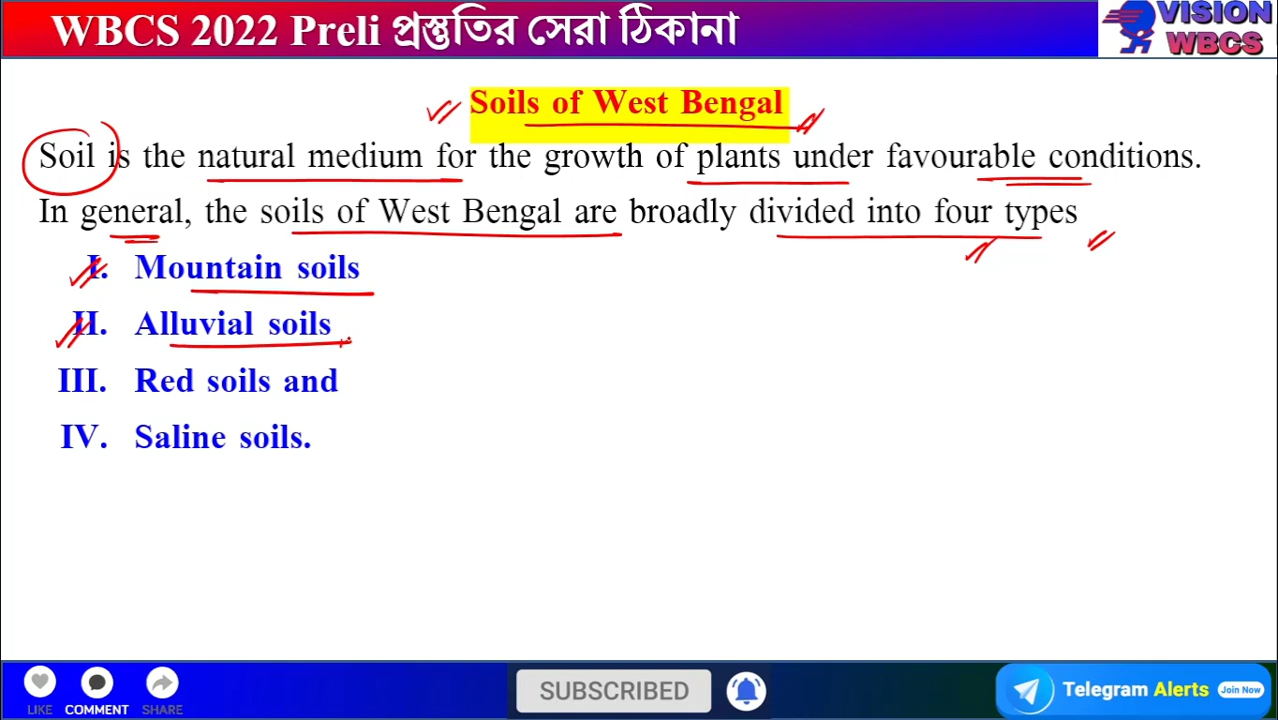 WBCS 2022 Preli প্রস্তুতির সেরা ঠিকানা
VISION
WBCS
Soils of West Bengal
Soil is the natural medium for the growth of plants under favourable conditions.
In general, the soils of West Bengal are broadly divided into four types
I. Mountain soils
II. Alluvial soils
III. Red soils and
IV. Saline soils.
LIKE COMMENT SHARE
SUBSCRIBED
Telegram Alerts Join Now